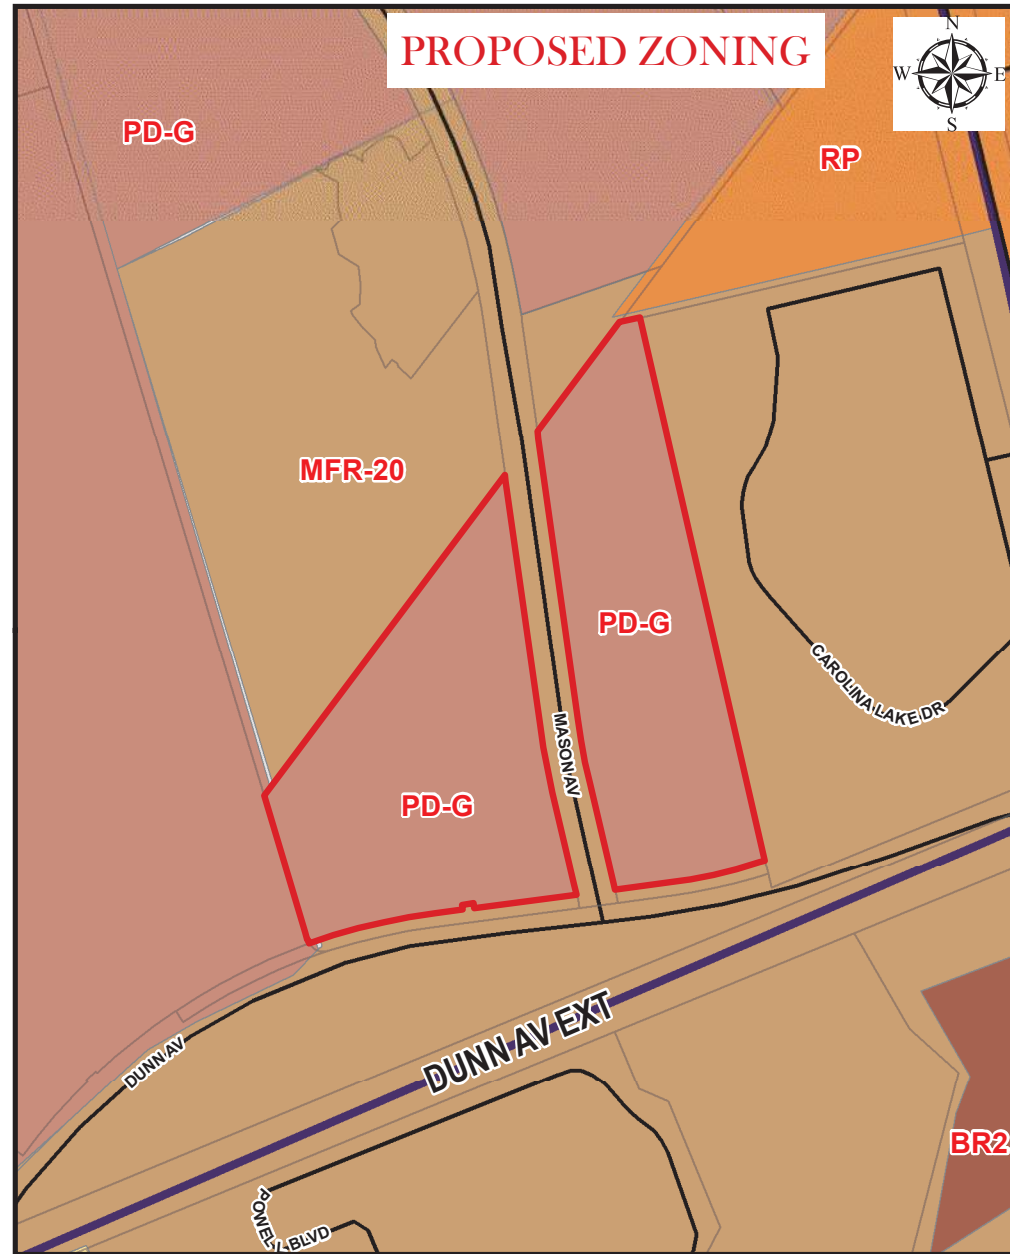 PROPOSED ZONING
N
W
E
S
PD-G
RP
MFR-20
PD-G
CAROLINA LAKE DR
MASON AV
PD-G
DUNN AV EXT
DUNN AV
BR2
POWELL BLVD